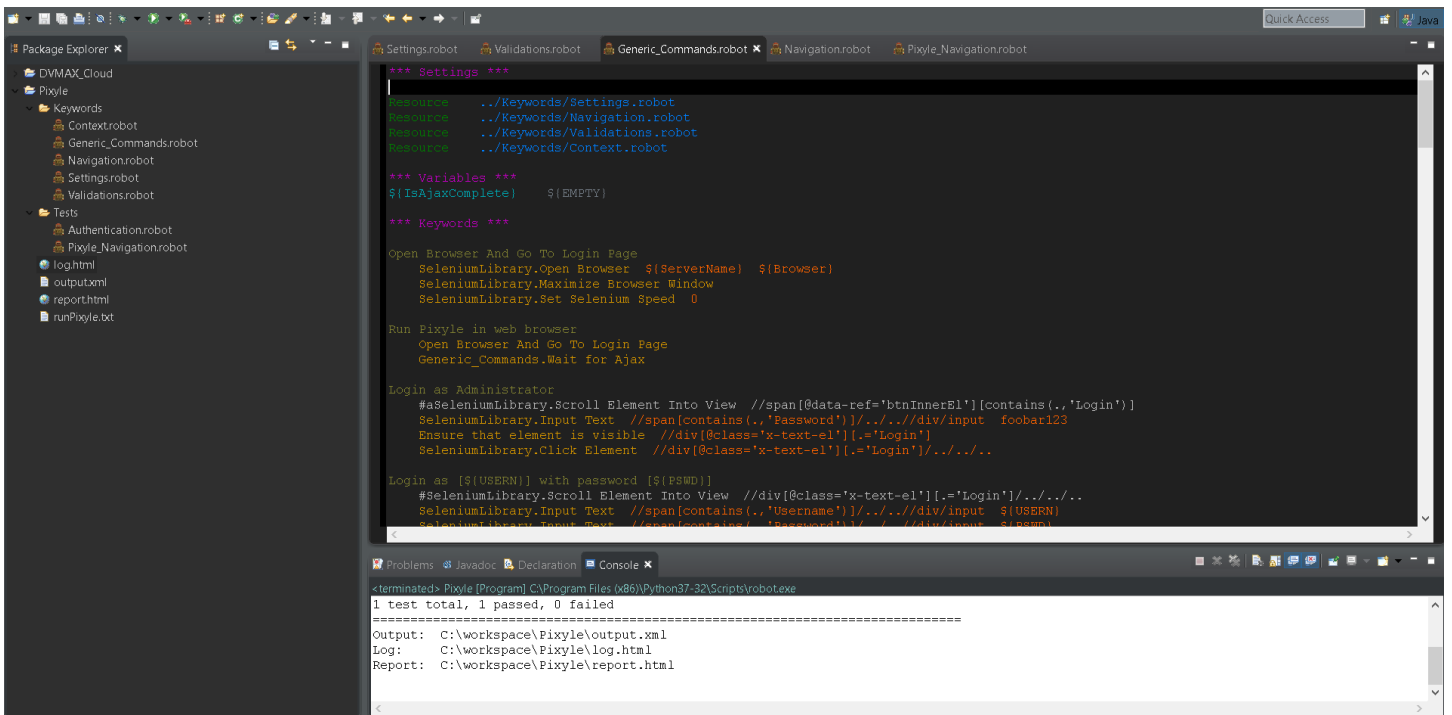 Quick Access
Java
Package Explorer
DVMAX_Cloud
Pixyle
Keywords
Context.robot
Generic_Commands.robot
Navigation.robot
Settings.robot
Validations.robot
Tests
Authentication.robot
Pixyle_Navigation.robot
log.html
output.xml
report.html
runPixyle.txt
Settings.robot Validations.robot Generic_Commands.robot Navigation.robot Pixyle_Navigation.robot
*** Settings ***
Resource    ../Keywords/Settings.robot
Resource    ../Keywords/Navigation.robot
Resource    ../Keywords/Validations.robot
Resource    ../Keywords/Context.robot
*** Variables ***
${IsAjaxComplete}    ${EMPTY}
*** Keywords ***
Open Browser And Go To Login Page
    SeleniumLibrary.Open Browser  ${ServerName}  ${Browser}
    SeleniumLibrary.Maximize Browser Window
    SeleniumLibrary.Set Selenium Speed  0
Run Pixyle in web browser
    Open Browser And Go To Login Page
    Generic_Commands.Wait for Ajax
Login as Administrator
    #aSeleniumLibrary.Scroll Element Into View  //span[@data-ref='btnInnerEl'][contains(.,'Login')]
    SeleniumLibrary.Input Text  //span[contains(.,'Password')]/../..//div/input  foobar123
    Ensure that element is visible  //div[@class='x-text-el'][.='Login']
    SeleniumLibrary.Click Element  //div[@class='x-text-el'][.='Login']/../../..
Login as [${USERN}] with password [${PSWD}]
    #SeleniumLibrary.Scroll Element Into View  //div[@class='x-text-el'][.='Login']/../../..
    SeleniumLibrary.Input Text  //span[contains(.,'Username')]/../..//div/input  ${USERN}
    SeleniumLibrary.Input Text  //span[contains(.,'Password')]/../..//div/input  ${PSWD}
Problems Javadoc Declaration Console
<terminated> Pixyle [Program] C:\Program Files (x86)\Python37-32\Scripts\robot.exe
1 test total, 1 passed, 0 failed
==============================================================================
Output:  C:\workspace\Pixyle\output.xml
Log:     C:\workspace\Pixyle\log.html
Report:  C:\workspace\Pixyle\report.html